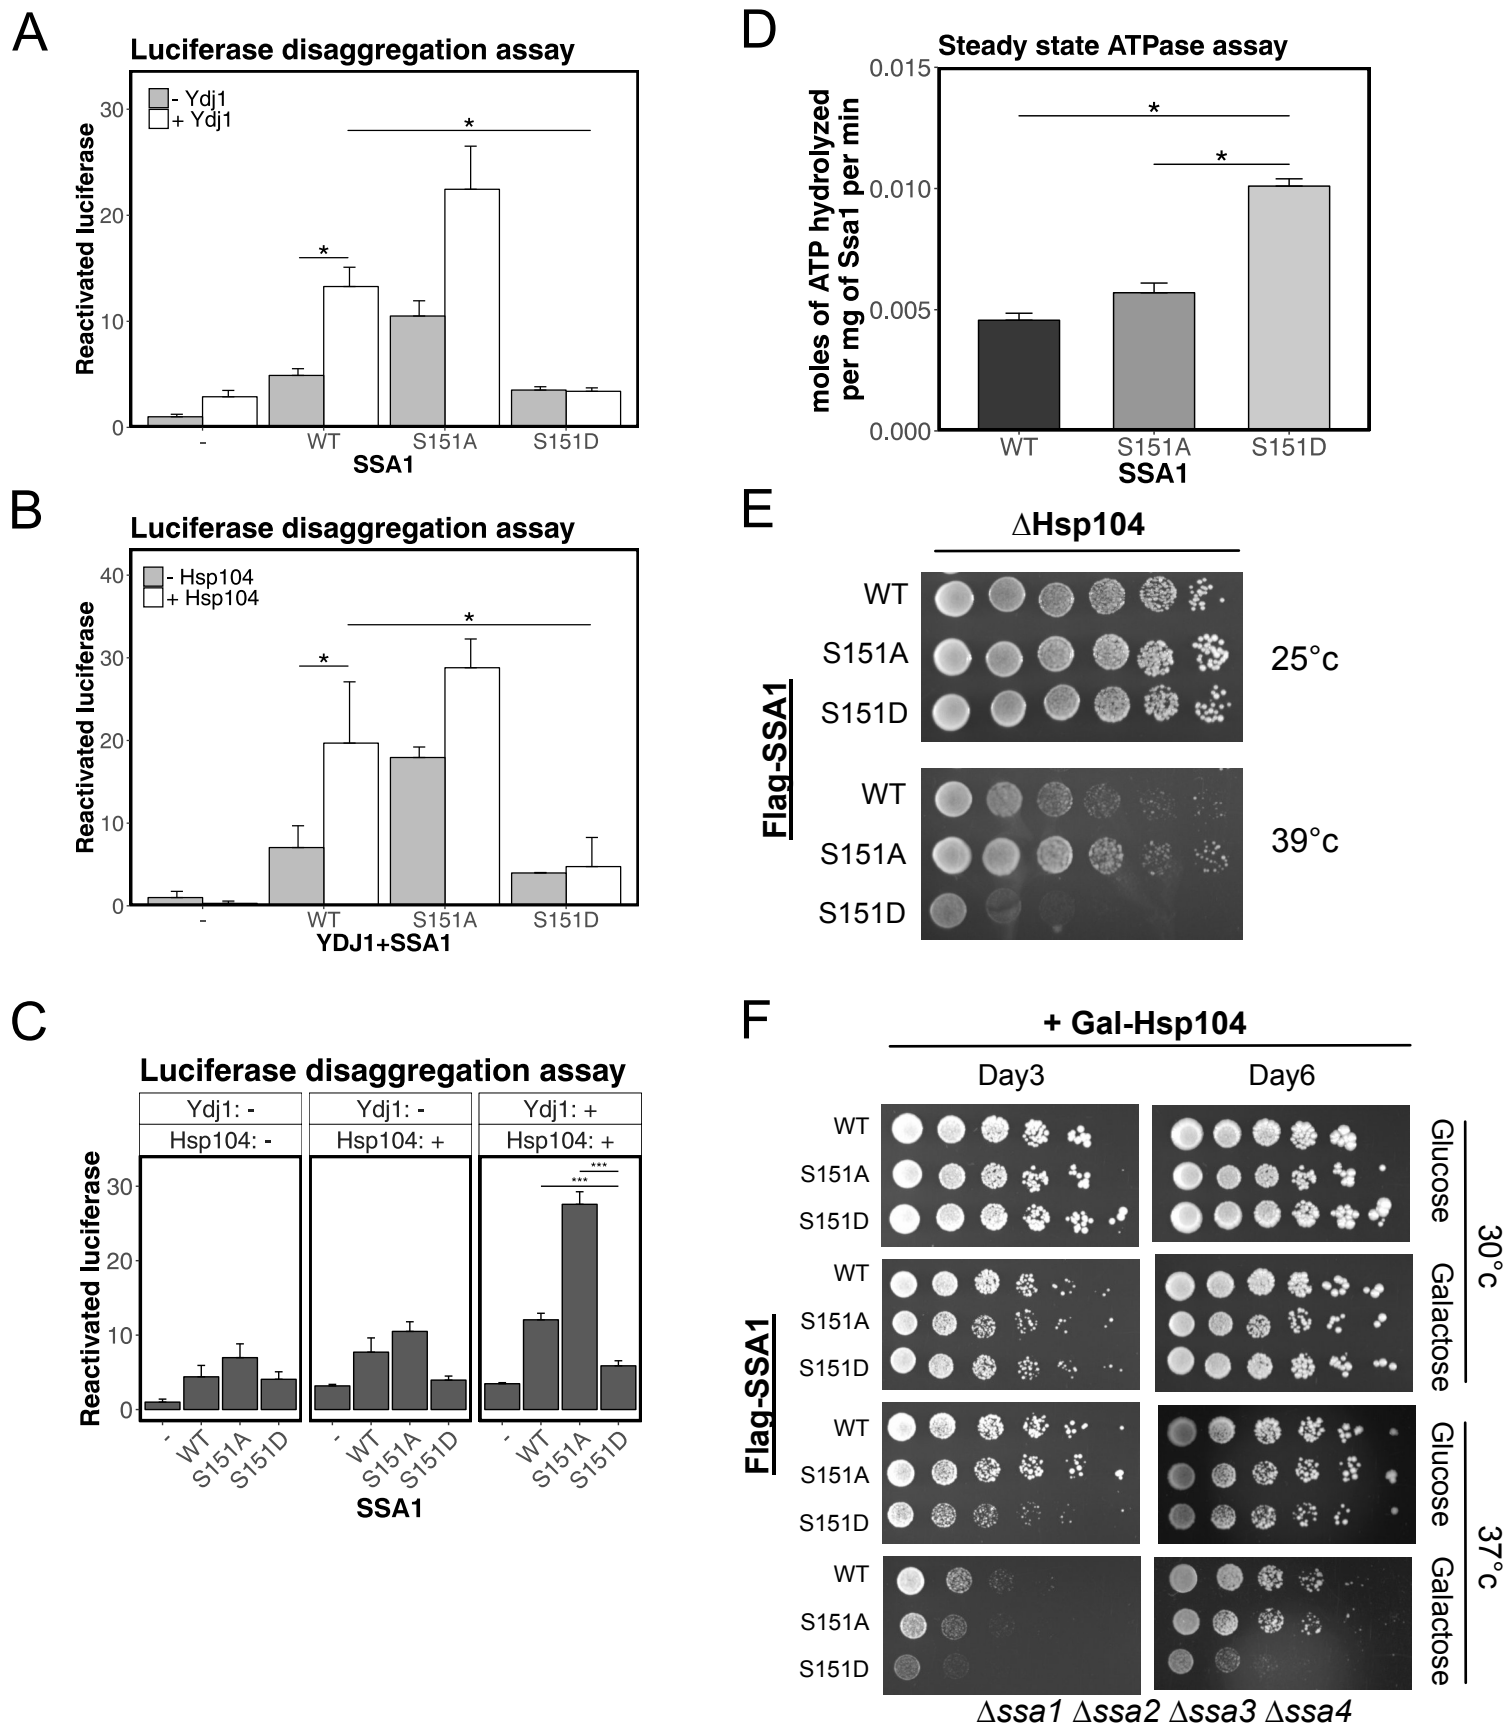 A
Luciferase disaggregation assay
- Ydj1
+ Ydj1
Reactivated luciferase
30
20
10
0
*
*
- WT S151A S151D
SSA1
B
Luciferase disaggregation assay
- Hsp104
+ Hsp104
Reactivated luciferase
40
30
20
10
0
*
*
- WT S151A S151D
YDJ1+SSA1
C
Luciferase disaggregation assay
Ydj1: - Ydj1: - Ydj1: +
Hsp104: - Hsp104: + Hsp104: +
Reactivated luciferase
30
20
10
0
***
***
- WT S151A S151D - WT S151A S151D - WT S151A S151D
SSA1
D
Steady state ATPase assay
moles of ATP hydrolyzed
per mg of Ssa1 per min
0.015
0.010
0.005
0.000
*
*
WT S151A S151D
SSA1
E
∆Hsp104
Flag-SSA1
WT
S151A
S151D
25°c
WT
S151A
S151D
39°c
F
+ Gal-Hsp104
Day3 Day6
Flag-SSA1
WT
S151A
S151D
Glucose
WT
S151A
S151D
Galactose
30°c
WT
S151A
S151D
Glucose
WT
S151A
S151D
Galactose
37°c
∆ssa1 ∆ssa2 ∆ssa3 ∆ssa4